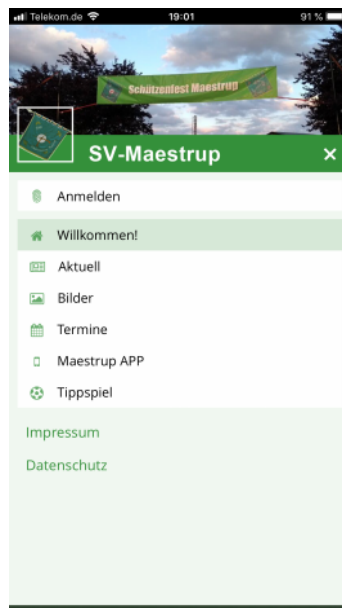 Telekom.de 19:01 91 %
Schützenfest Maestrup
SV-Maestrup
Anmelden
Willkommen!
Aktuell
Bilder
Termine
Maestrup APP
Tippspiel
Impressum
Datenschutz